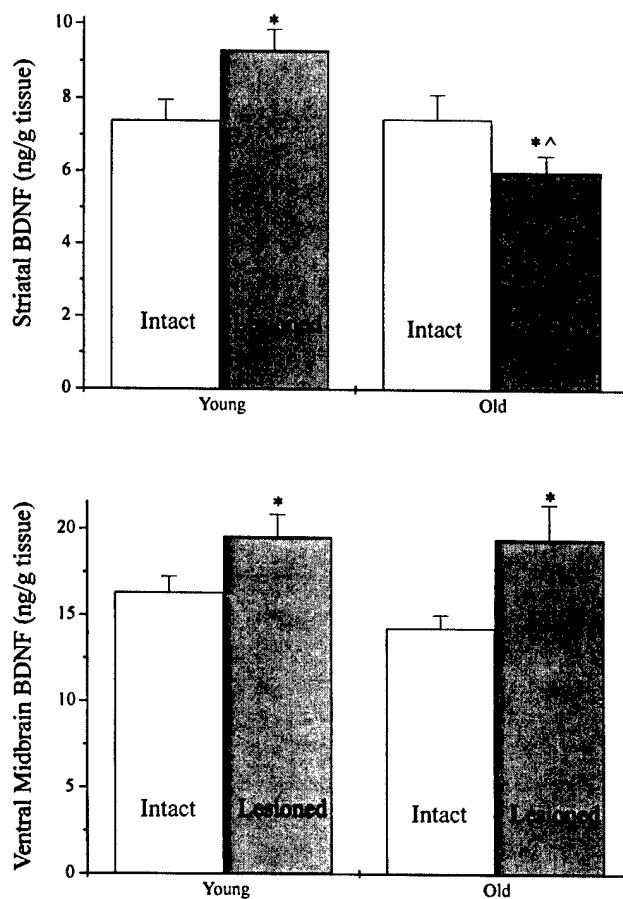 Striatal BDNF (ng/g tissue)
10
8
6
4
2
0
*
*^
Intact
Intact
Young
Old
Ventral Midbrain BDNF (ng/g tissue)
20
15
10
5
0
*
*
Intact
Lesioned
Intact
Lesioned
Young
Old